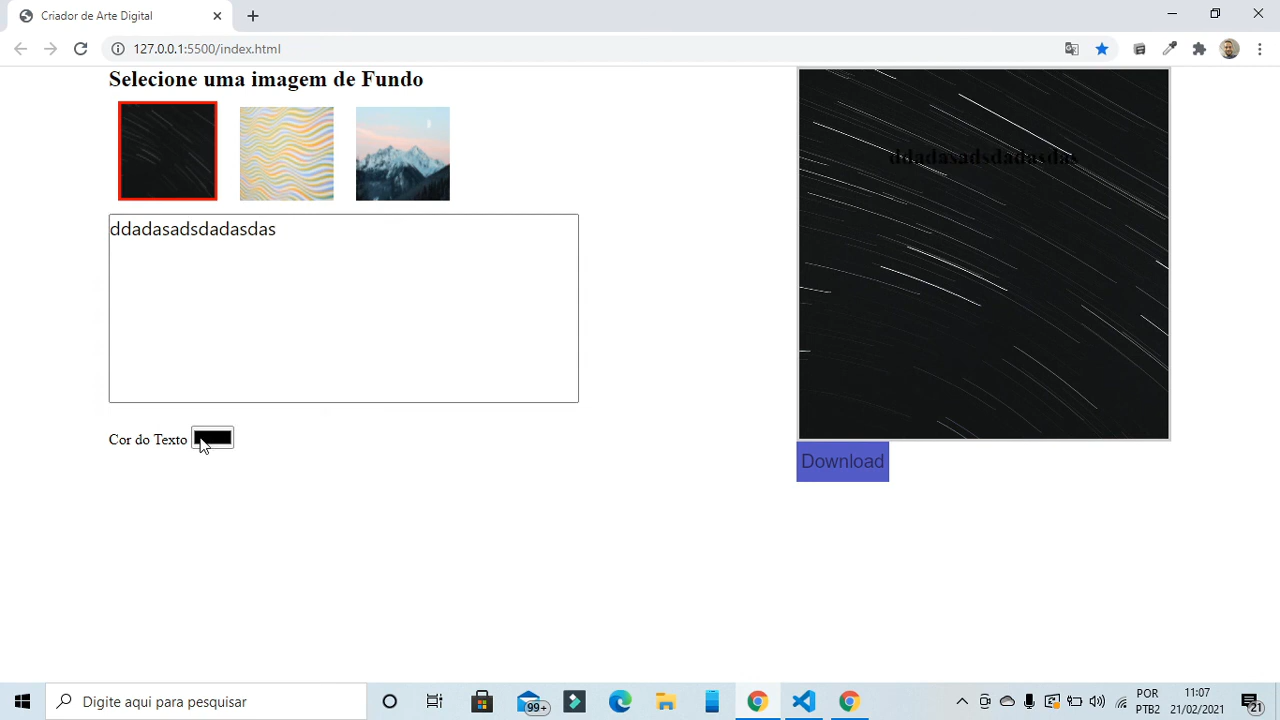 Criador de Arte Digital
127.0.0.1:5500/index.html
Selecione uma imagem de Fundo
ddadasadsdadasdas
ddadasadsdadasdas
Cor do Texto
Download
Digite aqui para pesquisar
99+
POR
PTB2
11:07
21/02/2021
21